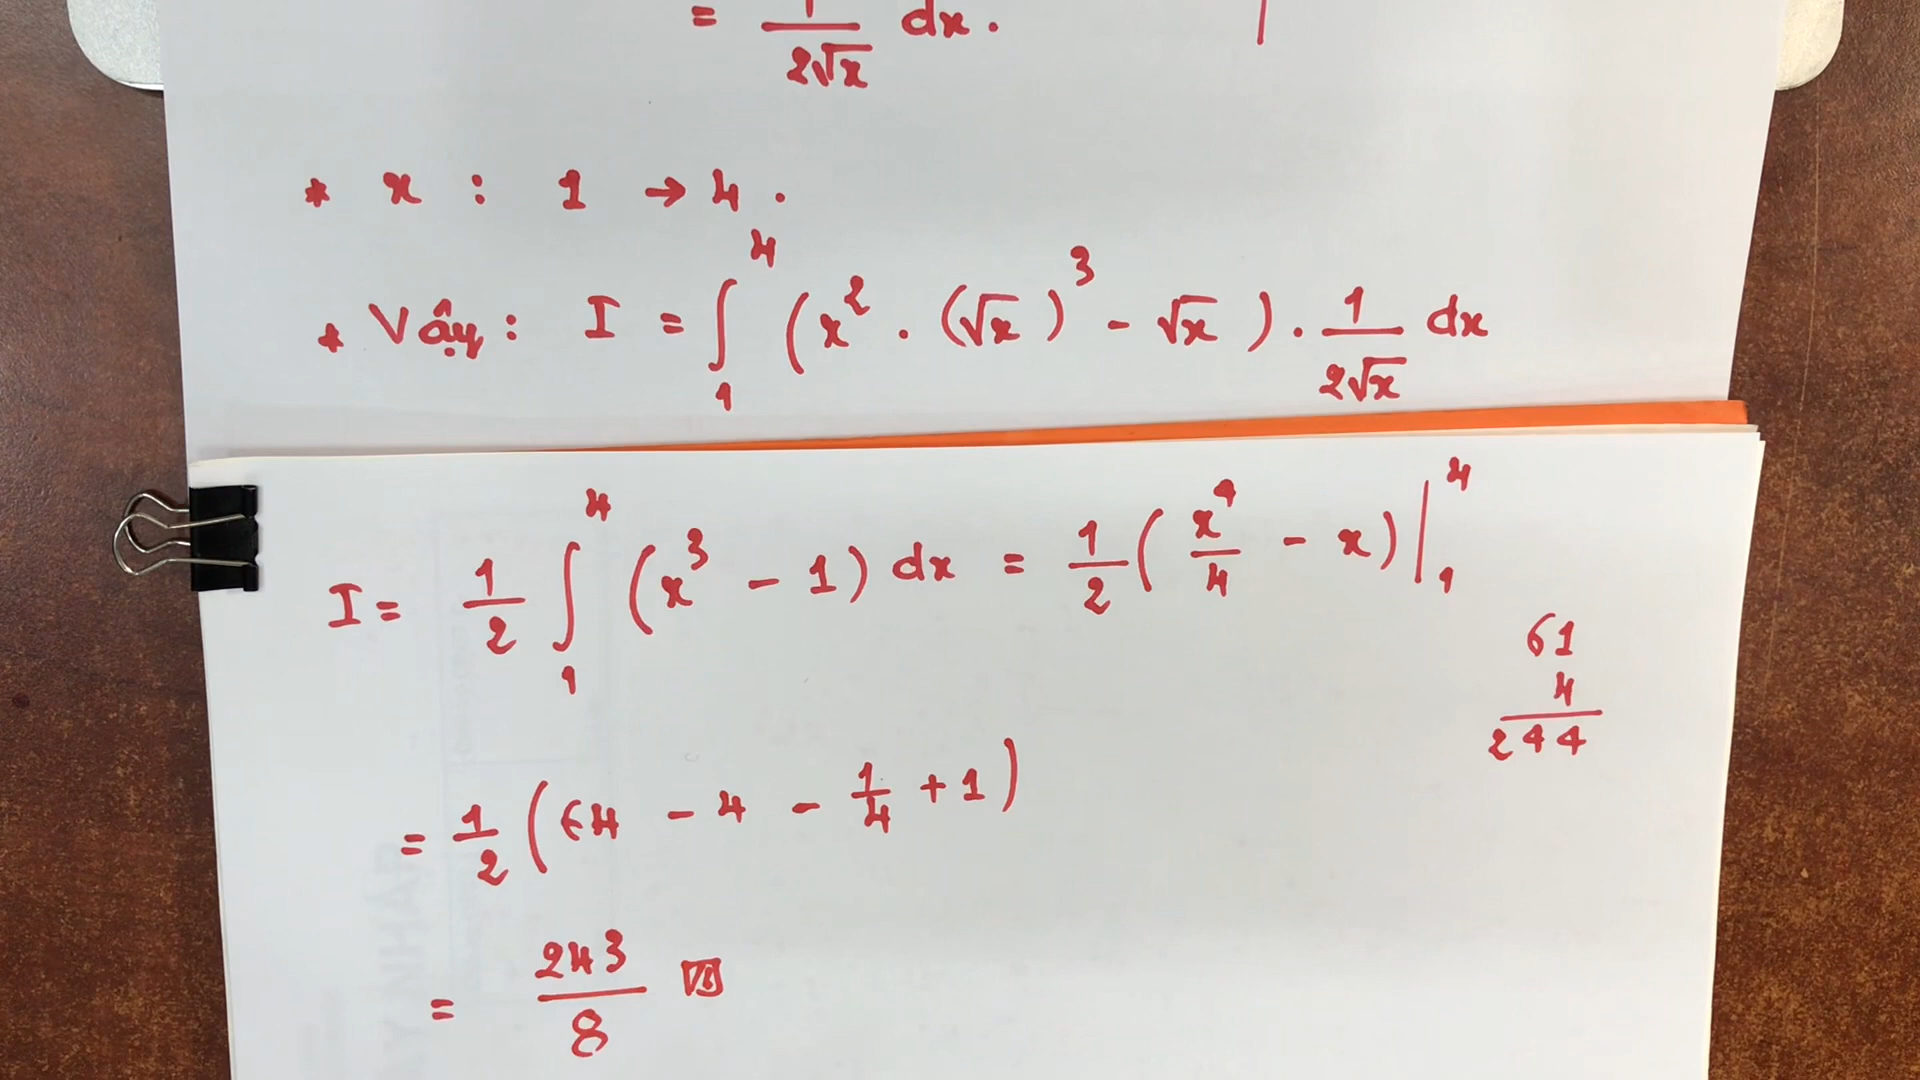 = 1/(2√x) dx.
* x : 1 → 4.
* Vậy : I = ∫₁⁴ (x² . (√x)³ - √x) . 1/(2√x) dx
I = 1/2 ∫₁⁴ (x³ - 1) dx = 1/2 (x⁴/4 - x) |₁⁴
61
4
244
= 1/2 (64 - 4 - 1/4 + 1)
= 243/8